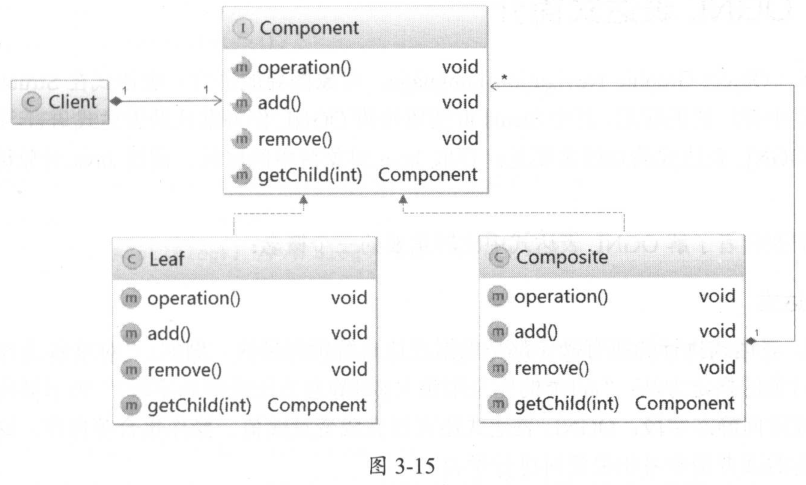 I Component
m operation() void
m add() void
m remove() void
m getChild(int) Component
C Client
1
1
*
C Leaf
m operation() void
m add() void
m remove() void
m getChild(int) Component
C Composite
m operation() void
m add() void
m remove() void
m getChild(int) Component
1
图 3-15